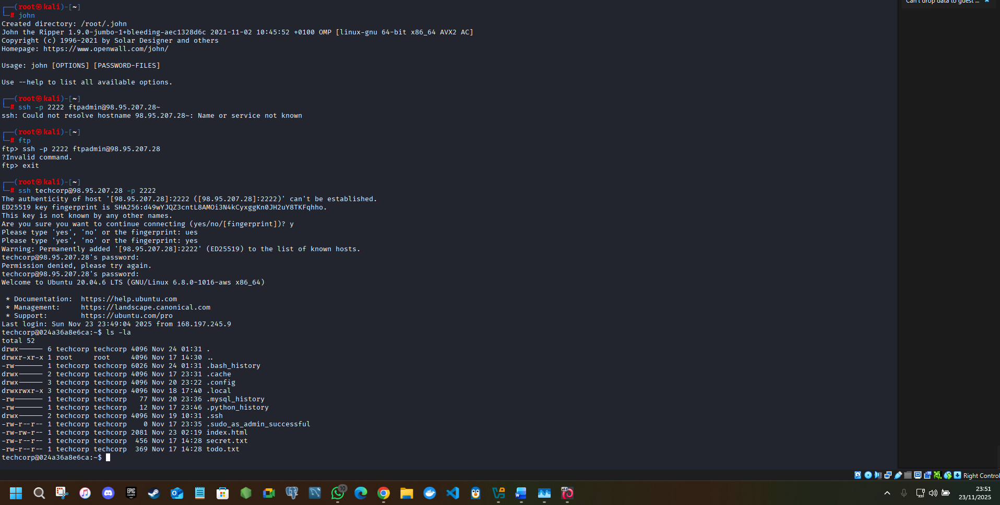 Can't drop data to guest ...
┌──(root㉿kali)-[~]
└─# john
Created directory: /root/.john
John the Ripper 1.9.0-jumbo-1+bleeding-aec1328d6c 2021-11-02 10:45:52 +0100 OMP [linux-gnu 64-bit x86_64 AVX2 AC]
Copyright (c) 1996-2021 by Solar Designer and others
Homepage: https://www.openwall.com/john/
Usage: john [OPTIONS] [PASSWORD-FILES]
Use --help to list all available options.
┌──(root㉿kali)-[~]
└─# ssh -p 2222 ftpadmin@98.95.207.28~
ssh: Could not resolve hostname 98.95.207.28~: Name or service not known
┌──(root㉿kali)-[~]
└─# ftp
ftp> ssh -p 2222 ftpadmin@98.95.207.28
?Invalid command.
ftp> exit
┌──(root㉿kali)-[~]
└─# ssh techcorp@98.95.207.28 -p 2222
The authenticity of host '[98.95.207.28]:2222 ([98.95.207.28]:2222)' can't be established.
ED25519 key fingerprint is SHA256:d49wYJQZ3cntL8AMOi3N4kCyxggKn0JH2uY8TKFqhho.
This key is not known by any other names.
Are you sure you want to continue connecting (yes/no/[fingerprint])? y
Please type 'yes', 'no' or the fingerprint: ues
Please type 'yes', 'no' or the fingerprint: yes
Warning: Permanently added '[98.95.207.28]:2222' (ED25519) to the list of known hosts.
techcorp@98.95.207.28's password:
Permission denied, please try again.
techcorp@98.95.207.28's password:
Welcome to Ubuntu 20.04.6 LTS (GNU/Linux 6.8.0-1016-aws x86_64)
* Documentation:  https://help.ubuntu.com
* Management:     https://landscape.canonical.com
* Support:        https://ubuntu.com/pro
Last login: Sun Nov 23 23:49:04 2025 from 168.197.245.9
techcorp@024a36a8e6ca:~$ ls -la
total 52
drwx------ 6 techcorp techcorp 4096 Nov 24 01:31 .
drwxr-xr-x 1 root     root     4096 Nov 17 14:30 ..
-rw------- 1 techcorp techcorp 6026 Nov 24 01:31 .bash_history
drwx------ 2 techcorp techcorp 4096 Nov 17 23:31 .cache
drwx------ 3 techcorp techcorp 4096 Nov 20 23:22 .config
drwxrwxr-x 3 techcorp techcorp 4096 Nov 18 17:40 .local
-rw------- 1 techcorp techcorp   77 Nov 20 23:36 .mysql_history
-rw------- 1 techcorp techcorp   12 Nov 17 23:46 .python_history
drwx------ 2 techcorp techcorp 4096 Nov 19 10:31 .ssh
-rw-r--r-- 1 techcorp techcorp    0 Nov 17 23:35 .sudo_as_admin_successful
-rw-rw-r-- 1 techcorp techcorp 2081 Nov 23 02:19 index.html
-rw-r--r-- 1 techcorp techcorp  456 Nov 17 14:28 secret.txt
-rw-r--r-- 1 techcorp techcorp  369 Nov 17 14:28 todo.txt
techcorp@024a36a8e6ca:~$
Right Control
EPIC GAMES
10
W
x64
23:51
23/11/2025